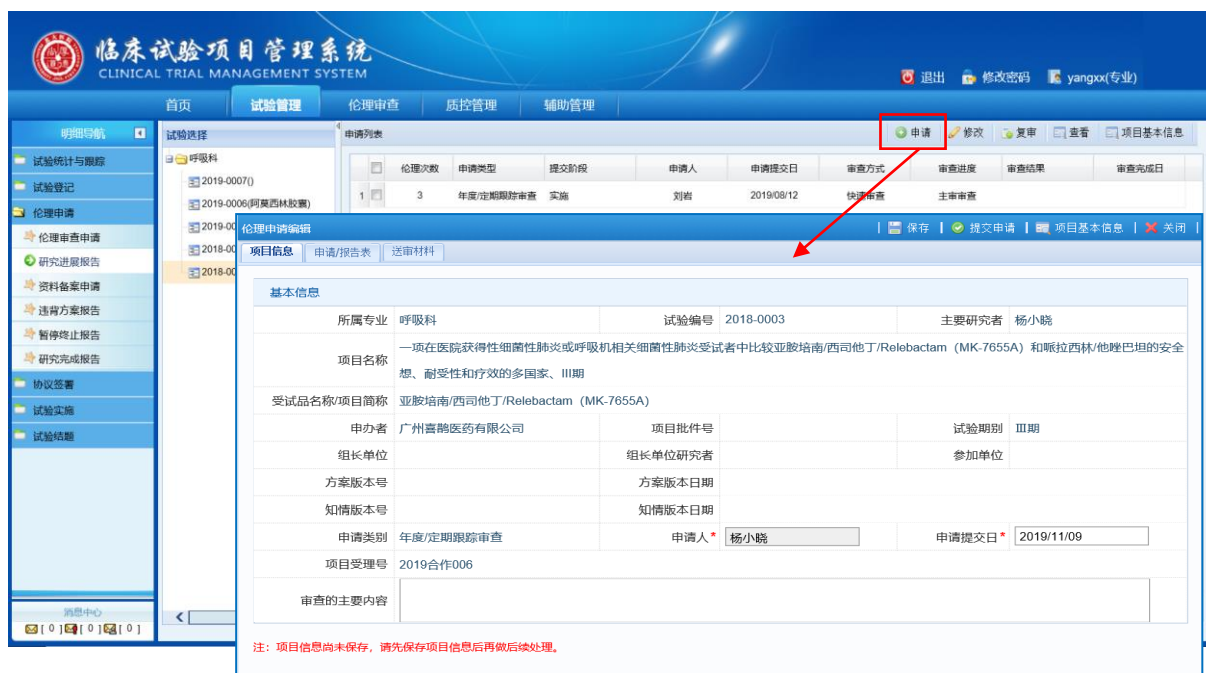 临床试验项目管理系统
CLINICAL TRIAL MANAGEMENT SYSTEM
退出 修改密码 yangxx(专业)
首页 试验管理 伦理审查 质控管理 辅助管理
明细导航
试验统计与跟踪
试验登记
伦理申请
伦理审查申请
研究进展报告
资料备案申请
违背方案报告
暂停终止报告
研究完成报告
协议签署
试验实施
试验结题
消息中心
[ 0 ] [ 0 ] [ 0 ]
试验选择
呼吸科
2019-0007()
2019-0006(阿莫西林胶囊)
2019-00
2018-00
2018-00
申请列表 申请 修改 复审 查看 项目基本信息
伦理次数 申请类型 提交阶段 申请人 申请提交日 审查方式 审查进度 审查结果 审查完成日
1 3 年度/定期跟踪审查 实施 刘岩 2019/08/12 快速审查 主审审查
伦理申请编辑 | 保存 | 提交申请 | 项目基本信息 | 关闭 |
项目信息 申请/报告表 送审材料
基本信息
所属专业 呼吸科 试验编号 2018-0003 主要研究者 杨小晓
项目名称 一项在医院获得性细菌性肺炎或呼吸机相关细菌性肺炎受试者中比较亚胺培南/西司他丁/Relebactam（MK-7655A）和哌拉西林/他唑巴坦的安全
想、耐受性和疗效的多国家、III期
受试品名称/项目简称 亚胺培南/西司他丁/Relebactam（MK-7655A）
申办者 广州喜鹊医药有限公司 项目批件号 试验期别 III期
组长单位 组长单位研究者 参加单位
方案版本号 方案版本日期
知情版本号 知情版本日期
申请类别 年度/定期跟踪审查 申请人* 杨小晓 申请提交日* 2019/11/09
项目受理号 2019合作006
审查的主要内容
注：项目信息尚未保存，请先保存项目信息后再做后续处理。